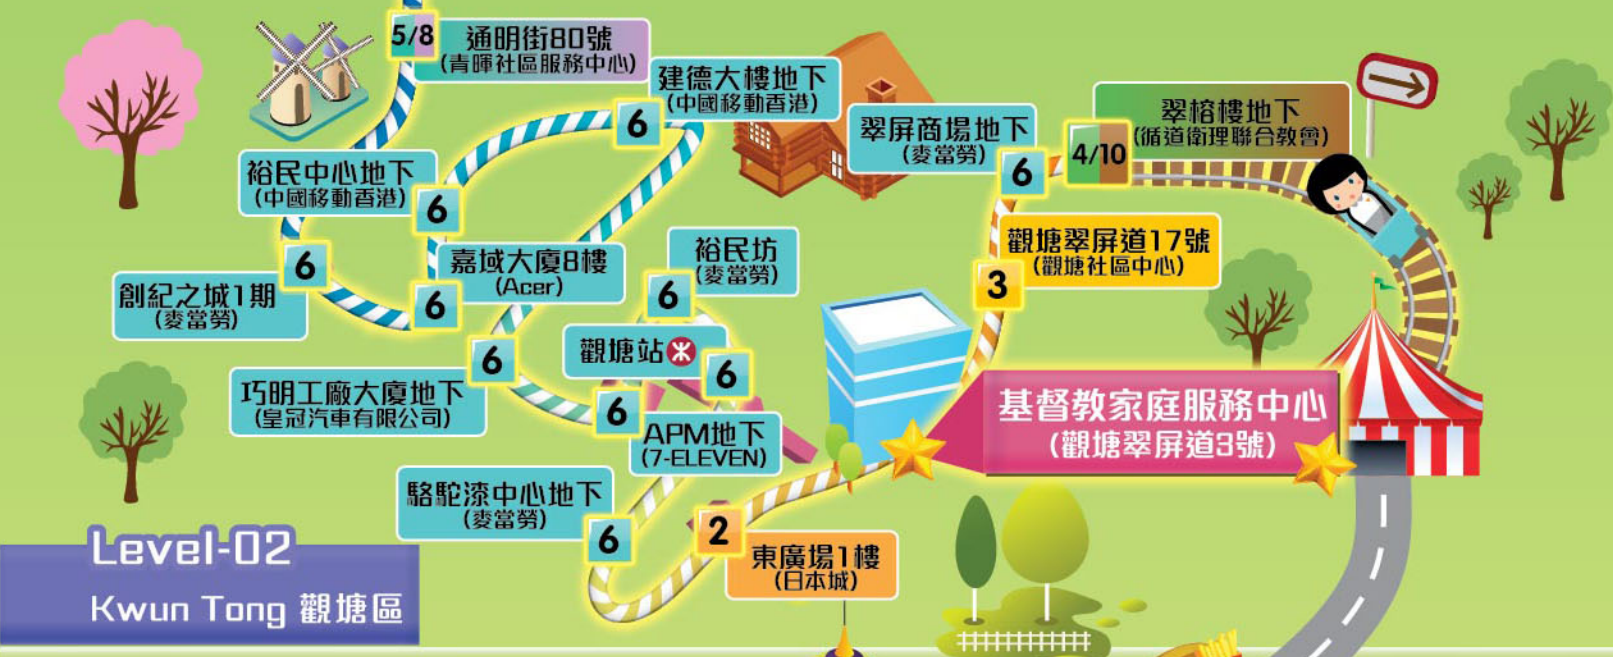 5/8
通明街80號
(青暉社區服務中心)
建德大樓地下
(中國移動香港)
6
翠屏商場地下
(麥當勞)
6
4/10
翠榕樓地下
(循道衛理聯合教會)
裕民中心地下
(中國移動香港)
6
6
創紀之城1期
(麥當勞)
嘉域大廈8樓
(Acer)
6
裕民坊
(麥當勞)
6
觀塘翠屏道17號
(觀塘社區中心)
3
觀塘站
6
6
巧明工廠大廈地下
(皇冠汽車有限公司)
6
APM地下
(7-ELEVEN)
基督教家庭服務中心
(觀塘翠屏道3號)
駱駝漆中心地下
(麥當勞)
6
2
東廣場1樓
(日本城)
Level-02
Kwun Tong 觀塘區